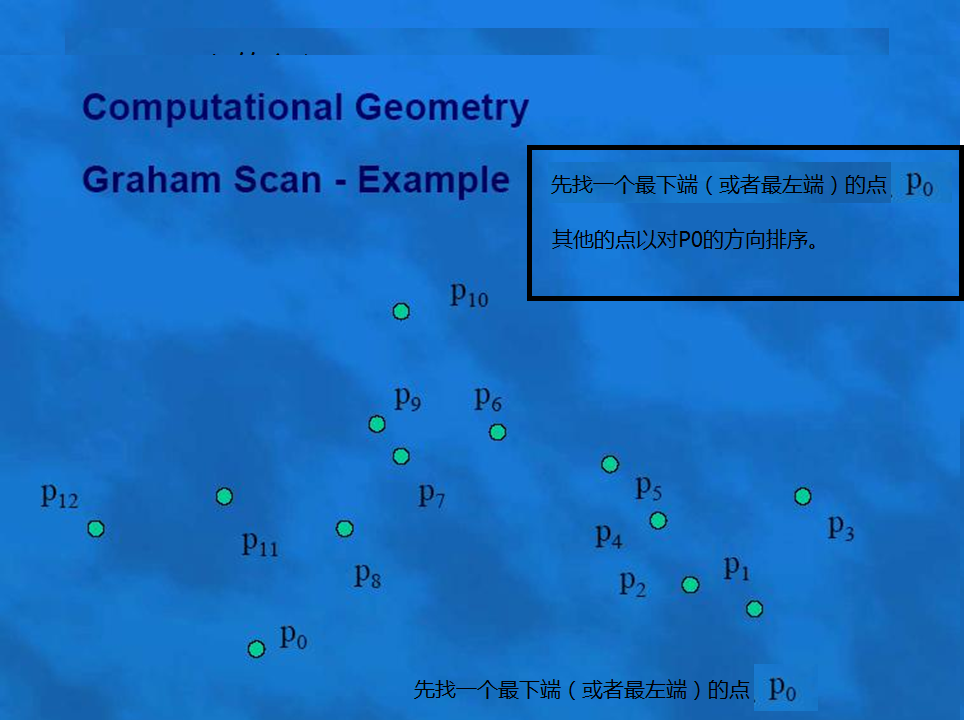 Computational Geometry
Graham Scan - Example
先找一个最下端（或者最左端）的点 p0
其他的点以对P0的方向排序。
p10
p9
p6
p12
p7
p5
p3
p11
p4
p8
p2
p1
p0
先找一个最下端（或者最左端）的点 p0